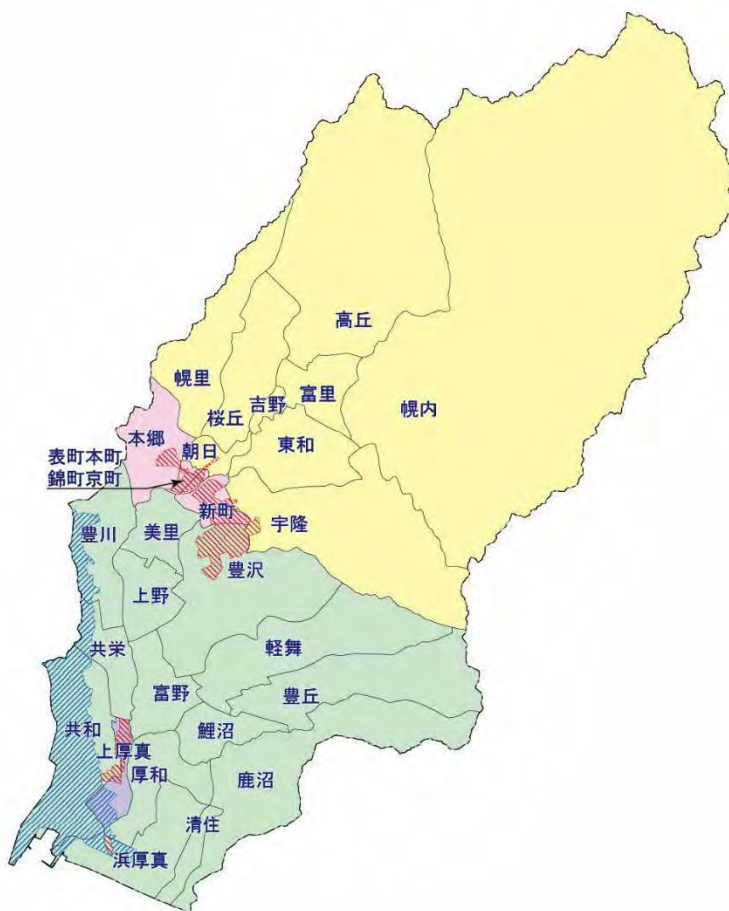 高丘
幌里
富里
吉野
幌内
桜丘
本郷
東和
朝日
表町本町
錦町京町
新町
宇隆
豊川
美里
豊沢
上野
共栄
軽舞
富野
豊丘
共和
鯉沼
上厚真
厚和
鹿沼
清住
浜厚真